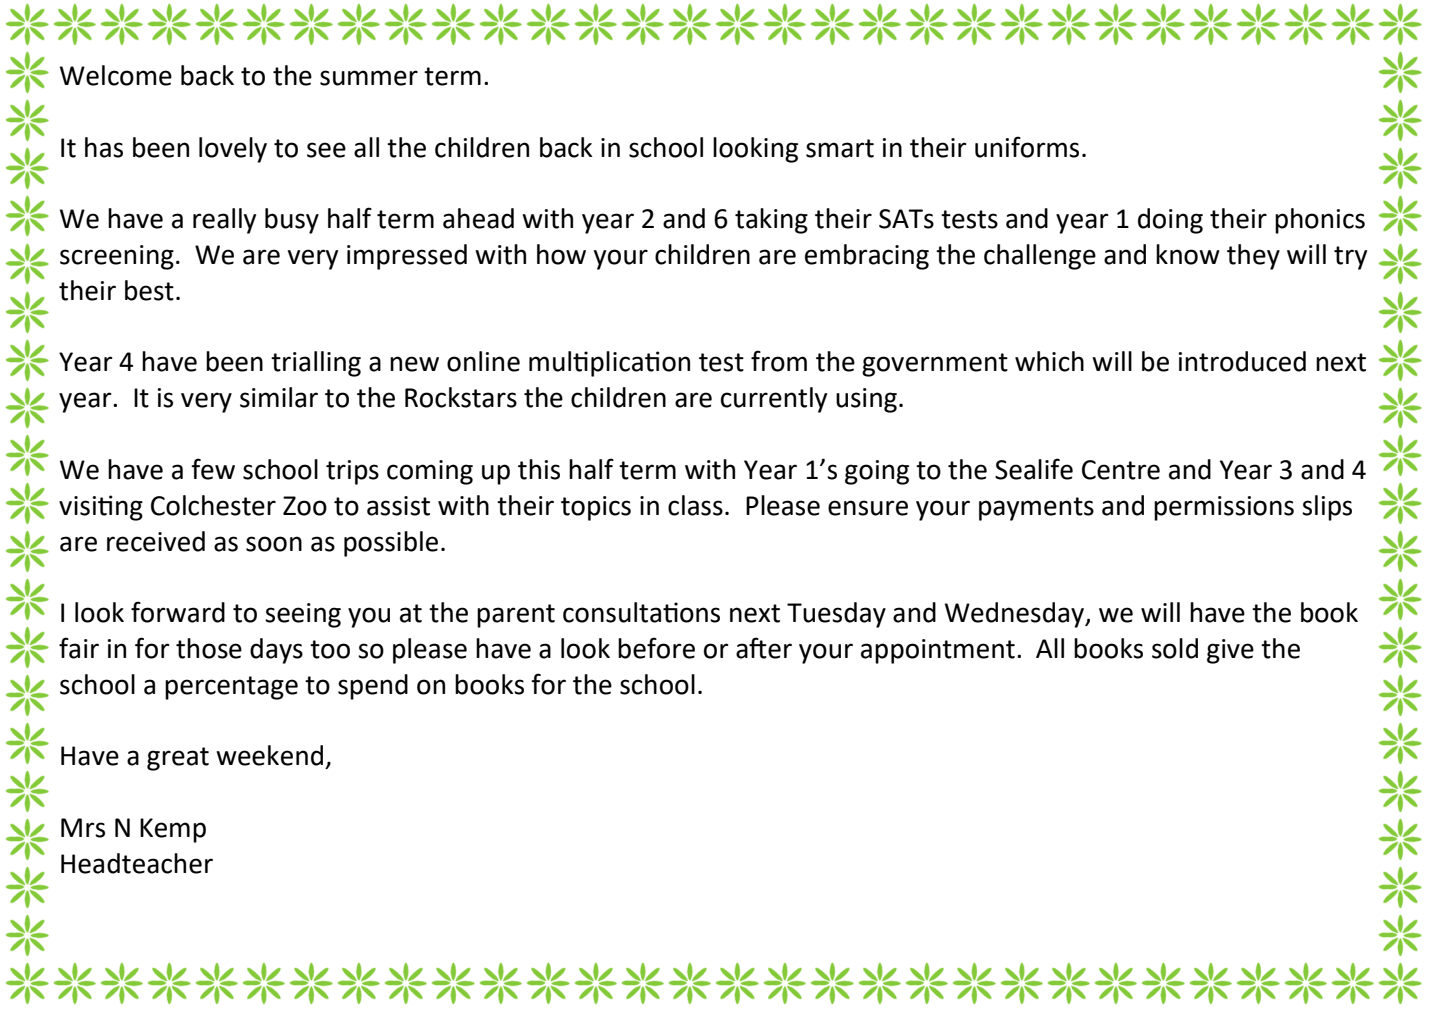 Welcome back to the summer term.
It has been lovely to see all the children back in school looking smart in their uniforms.
We have a really busy half term ahead with year 2 and 6 taking their SATs tests and year 1 doing their phonics
screening.  We are very impressed with how your children are embracing the challenge and know they will try
their best.
Year 4 have been trialling a new online multiplication test from the government which will be introduced next
year.  It is very similar to the Rockstars the children are currently using.
We have a few school trips coming up this half term with Year 1’s going to the Sealife Centre and Year 3 and 4
visiting Colchester Zoo to assist with their topics in class.  Please ensure your payments and permissions slips
are received as soon as possible.
I look forward to seeing you at the parent consultations next Tuesday and Wednesday, we will have the book
fair in for those days too so please have a look before or after your appointment.  All books sold give the
school a percentage to spend on books for the school.
Have a great weekend,
Mrs N Kemp
Headteacher